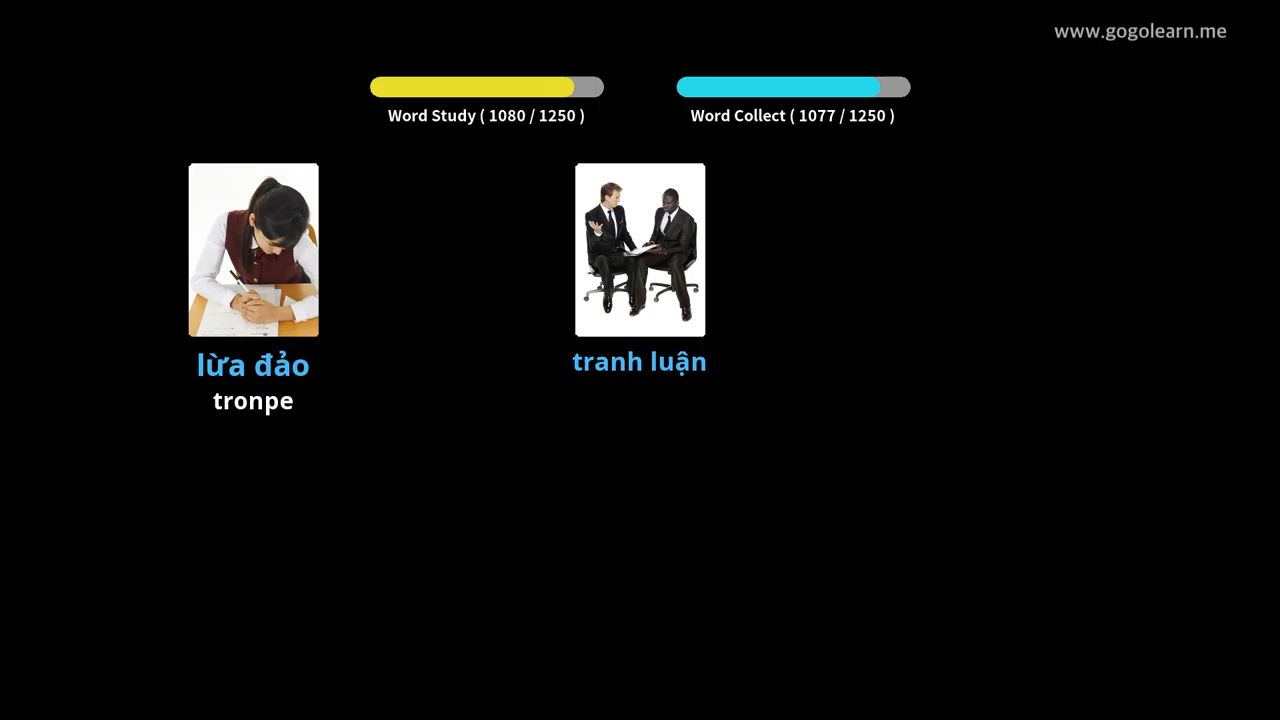 www.gogolearn.me
Word Study ( 1080 / 1250 )
Word Collect ( 1077 / 1250 )
lừa đảo
tronpe
tranh luận